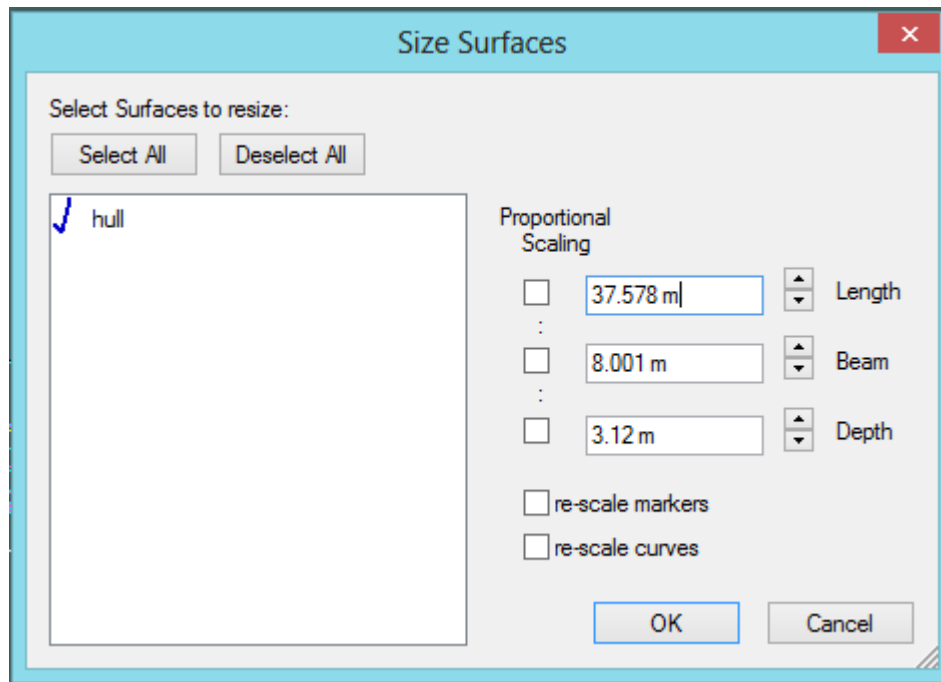 Size Surfaces
Select Surfaces to resize:
Select All Deselect All
hull
Proportional
Scaling
37.578 m Length
:
8.001 m Beam
:
3.12 m Depth
re-scale markers
re-scale curves
OK Cancel